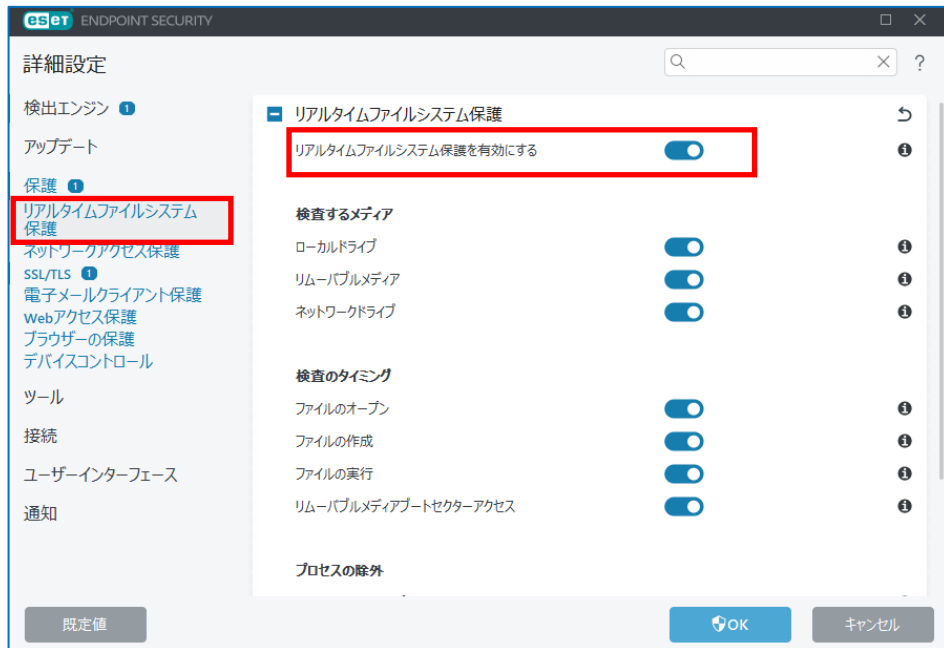 eset ENDPOINT SECURITY
詳細設定
?
検出エンジン 1
アップデート
保護 1
リアルタイムファイルシステム
保護
ネットワークアクセス保護
SSL/TLS 1
電子メールクライアント保護
Webアクセス保護
ブラウザーの保護
デバイスコントロール
ツール
接続
ユーザーインターフェース
通知
リアルタイムファイルシステム保護
リアルタイムファイルシステム保護を有効にする
検査するメディア
ローカルドライブ
リムーバブルメディア
ネットワークドライブ
検査のタイミング
ファイルのオープン
ファイルの作成
ファイルの実行
リムーバブルメディアブートセクターアクセス
プロセスの除外
既定値
OK
キャンセル